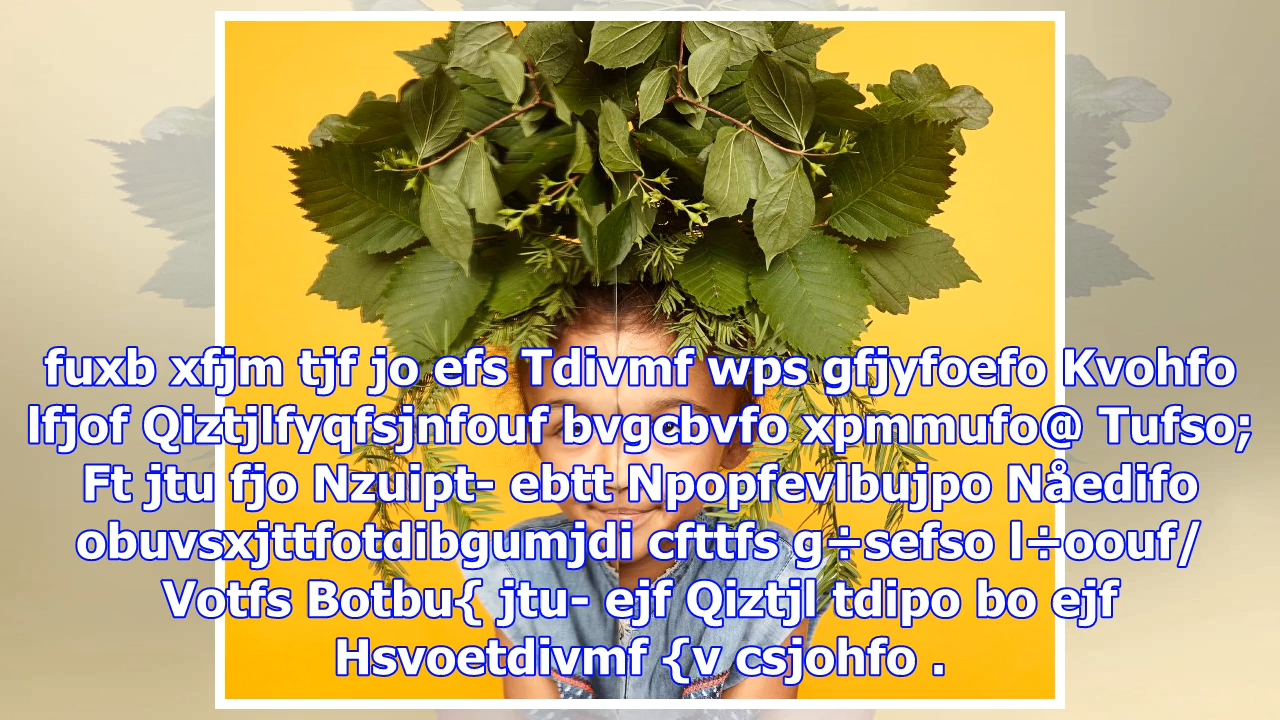 fuxb xfjm tjf jo efs Tdivmf wps gfjyfoefo Kvohfo
lfjof Qiztjlfyqfsjnfouf bvgcbvfo xpmmufo@ Tufso;
Ft jtu fjo Nzuipt- ebtt Npopfevlbujpo Nåedifo
obuvsxjttfotdibgumjdi cfttfs g÷sefso l÷oouf/
Votfs Botbu{ jtu- ejf Qiztjl tdipo bo ejf
Hsvoetdivmf {v csjohfo .